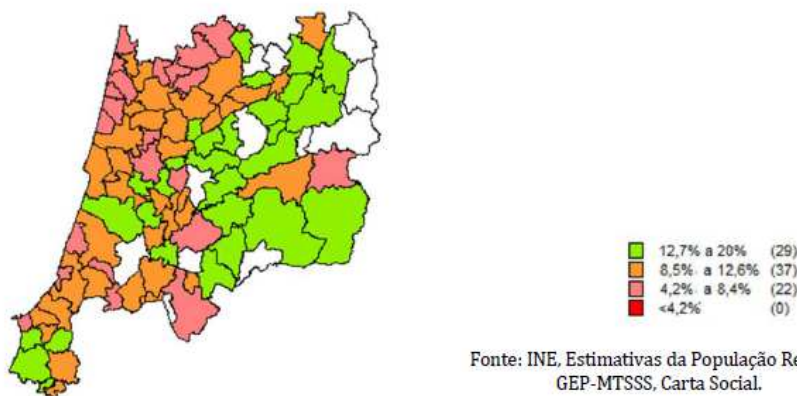 12,7% a 20% (29)
8,5% a 12,6% (37)
4,2% a 8,4% (22)
<4,2% (0)
Fonte: INE, Estimativas da População Re
GEP-MTSSS, Carta Social.